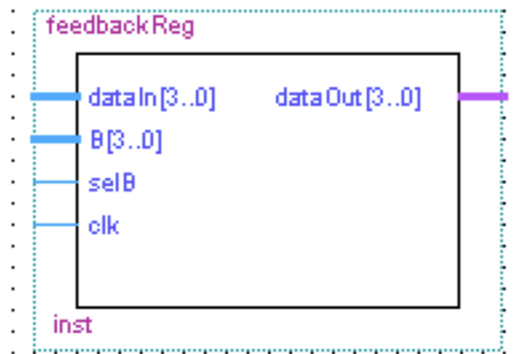 feedbackReg
dataIn[3..0] dataOut[3..0]
B[3..0]
selB
clk
inst